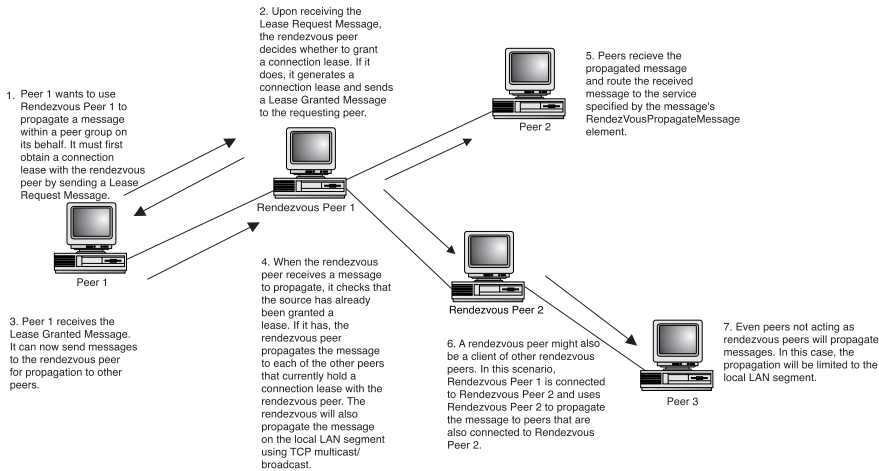 1. Peer 1 wants to use
Rendezvous Peer 1 to
propagate a message
within a peer group on
its behalf. It must first
obtain a connection
lease with the rendezvous
peer by sending a Lease
Request Message.
Peer 1
2. Upon receiving the
Lease Request Message,
the rendezvous peer
decides whether to grant
a connection lease. If it
does, it generates a
connection lease and sends
a Lease Granted Message
to the requesting peer.
Rendezvous Peer 1
3. Peer 1 receives the
Lease Granted Message.
It can now send messages
to the rendezvous peer
for propagation to other
peers.
4. When the rendezvous
peer receives a message
to propagate, it checks that
the source has already
been granted a
lease. If it has, the
rendezvous peer
propagates the message
to each of the other peers
that currently hold a
connection lease with the
rendezvous peer. The
rendezvous will also
propagate the message
on the local LAN segment
using TCP multicast/
broadcast.
Peer 2
5. Peers recieve the
propagated message
and route the received
message to the service
specified by the message's
RendezVousPropagateMessage
element.
Rendezvous Peer 2
6. A rendezvous peer might also
be a client of other rendezvous
peers. In this scenario,
Rendezvous Peer 1 is connected
to Rendezvous Peer 2 and uses
Rendezvous Peer 2 to propagate
the message to peers that are
also connected to Rendezvous
Peer 2.
Peer 3
7. Even peers not acting as
rendezvous peers will propagate
messages. In this case, the
propagation will be limited to the
local LAN segment.